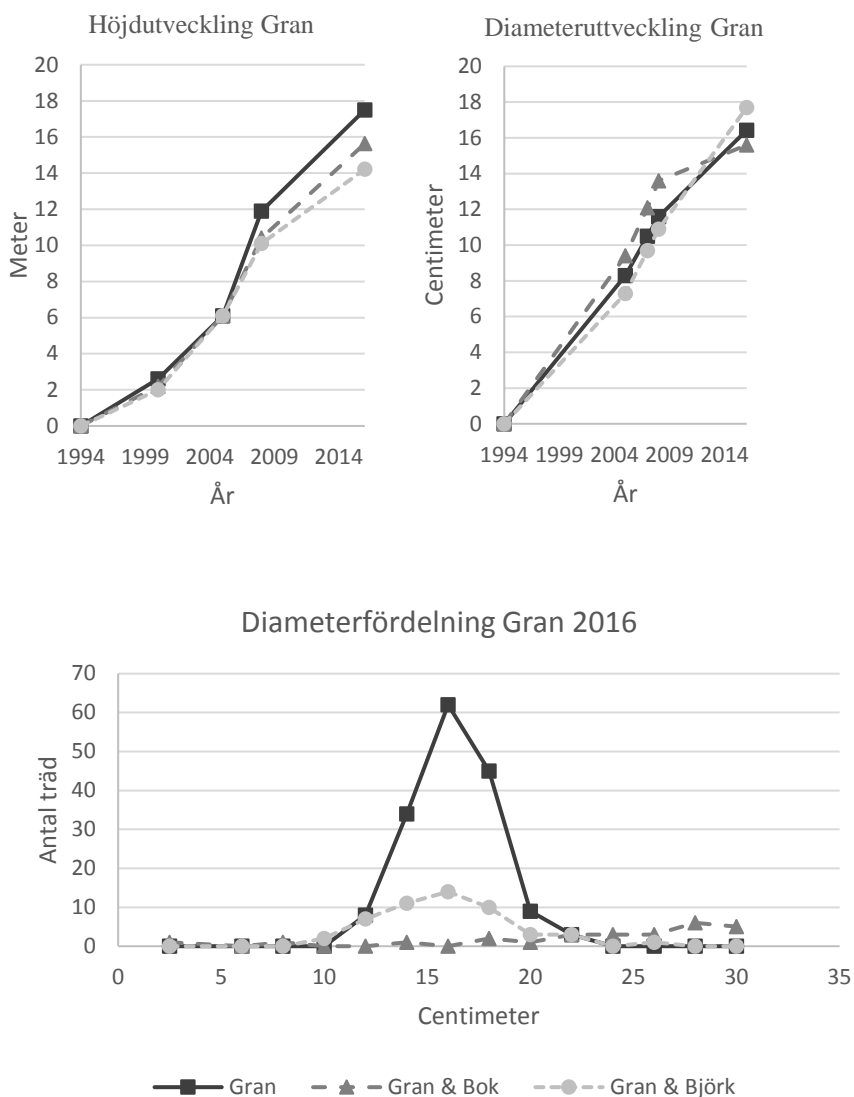 Höjdutveckling Gran
20
18
16
14
12
10
8
6
4
2
0
Meter
1994 1999 2004 2009 2014
År
Diameteruttveckling Gran
20
18
16
14
12
10
8
6
4
2
0
Centimeter
1994 1999 2004 2009 2014
År
Diameterfördelning Gran 2016
70
60
50
40
30
20
10
0
Antal träd
0 5 10 15 20 25 30 35
Centimeter
Gran Gran & Bok Gran & Björk